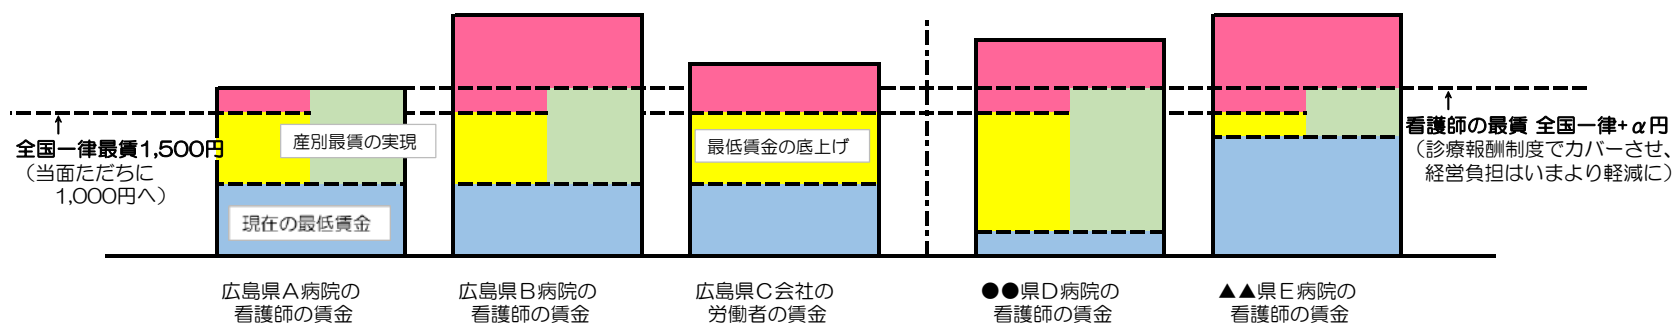 全国一律最賃1,500円
（当面ただちに
1,000円へ）
産別最賃の実現
現在の最低賃金
最低賃金の底上げ
看護師の最賃 全国一律+α円
（診療報酬制度でカバーさせ、
経営負担はいまより軽減に）
広島県A病院の
看護師の賃金
広島県B病院の
看護師の賃金
広島県C会社の
労働者の賃金
●●県D病院の
看護師の賃金
▲▲県E病院の
看護師の賃金